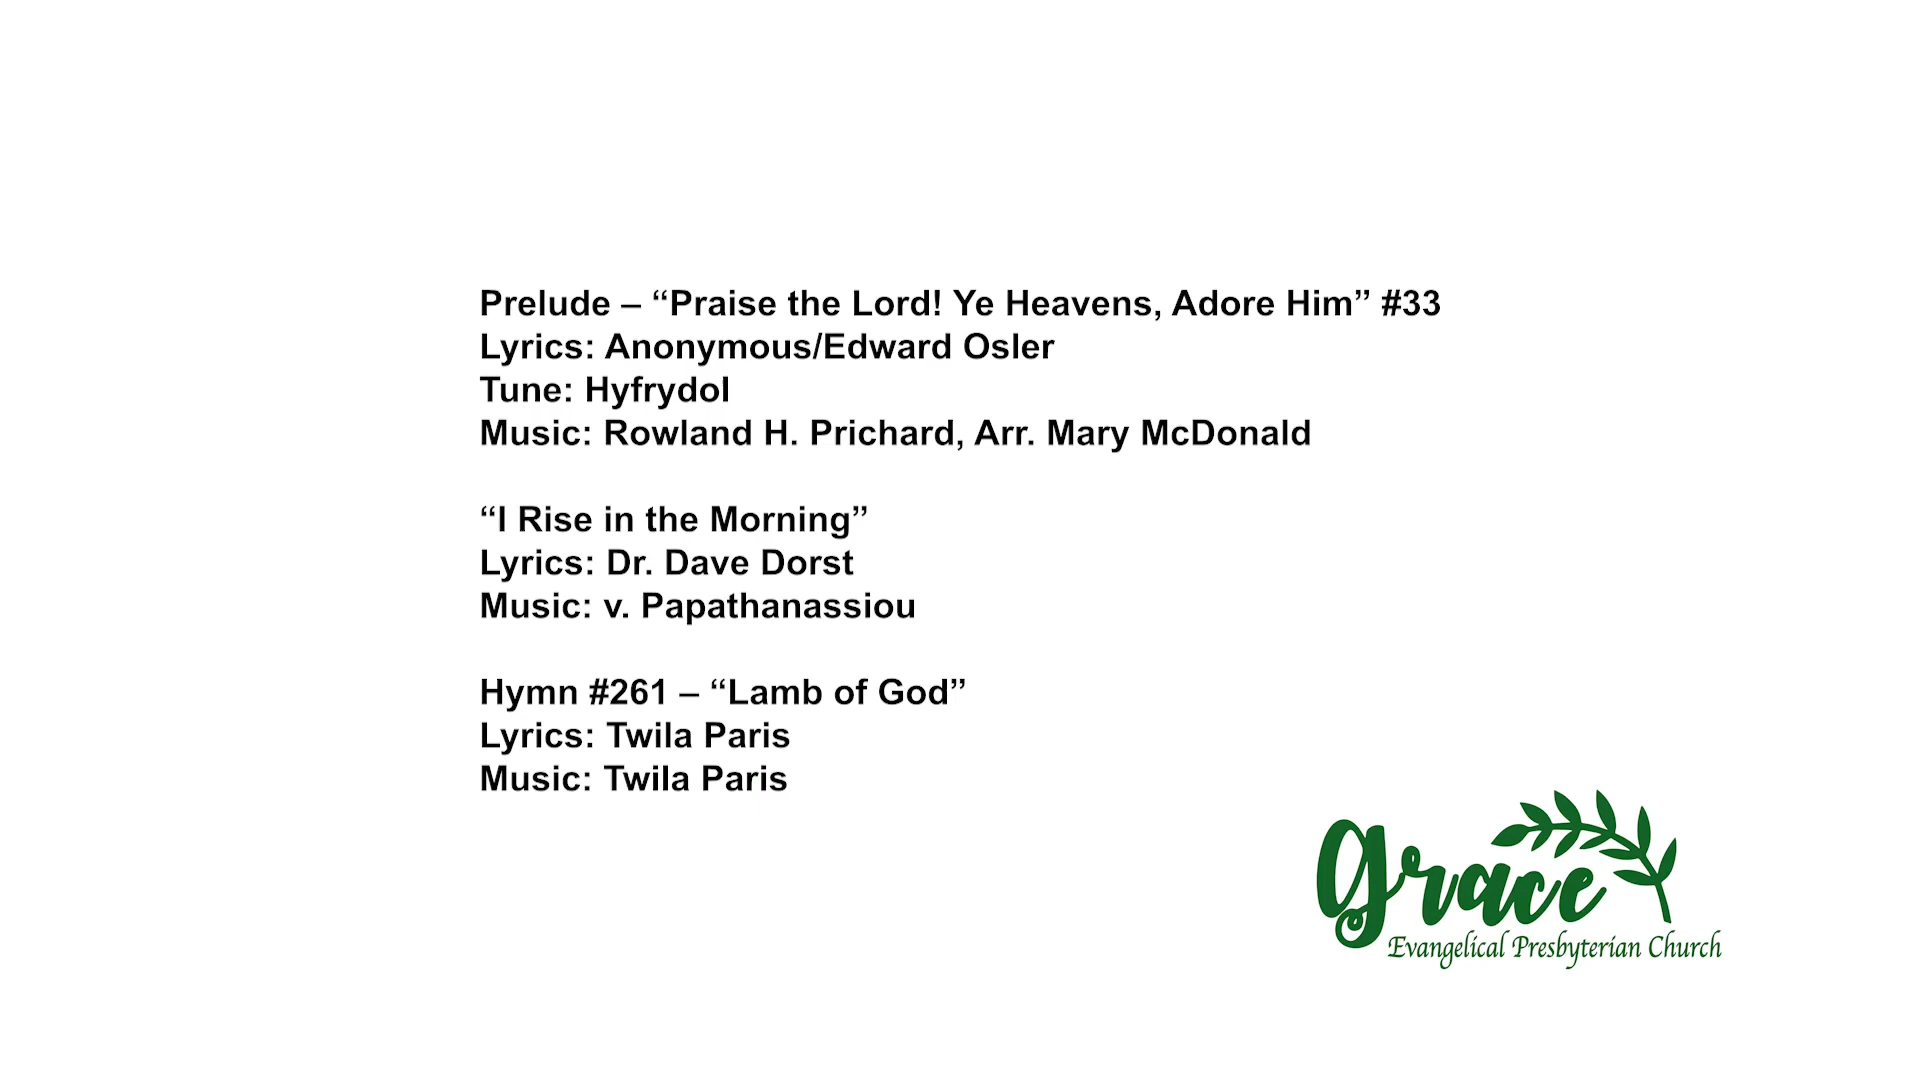 Prelude – “Praise the Lord! Ye Heavens, Adore Him” #33
Lyrics: Anonymous/Edward Osler
Tune: Hyfrydol
Music: Rowland H. Prichard, Arr. Mary McDonald
“I Rise in the Morning”
Lyrics: Dr. Dave Dorst
Music: v. Papathanassiou
Hymn #261 – “Lamb of God”
Lyrics: Twila Paris
Music: Twila Paris
grace
Evangelical Presbyterian Church